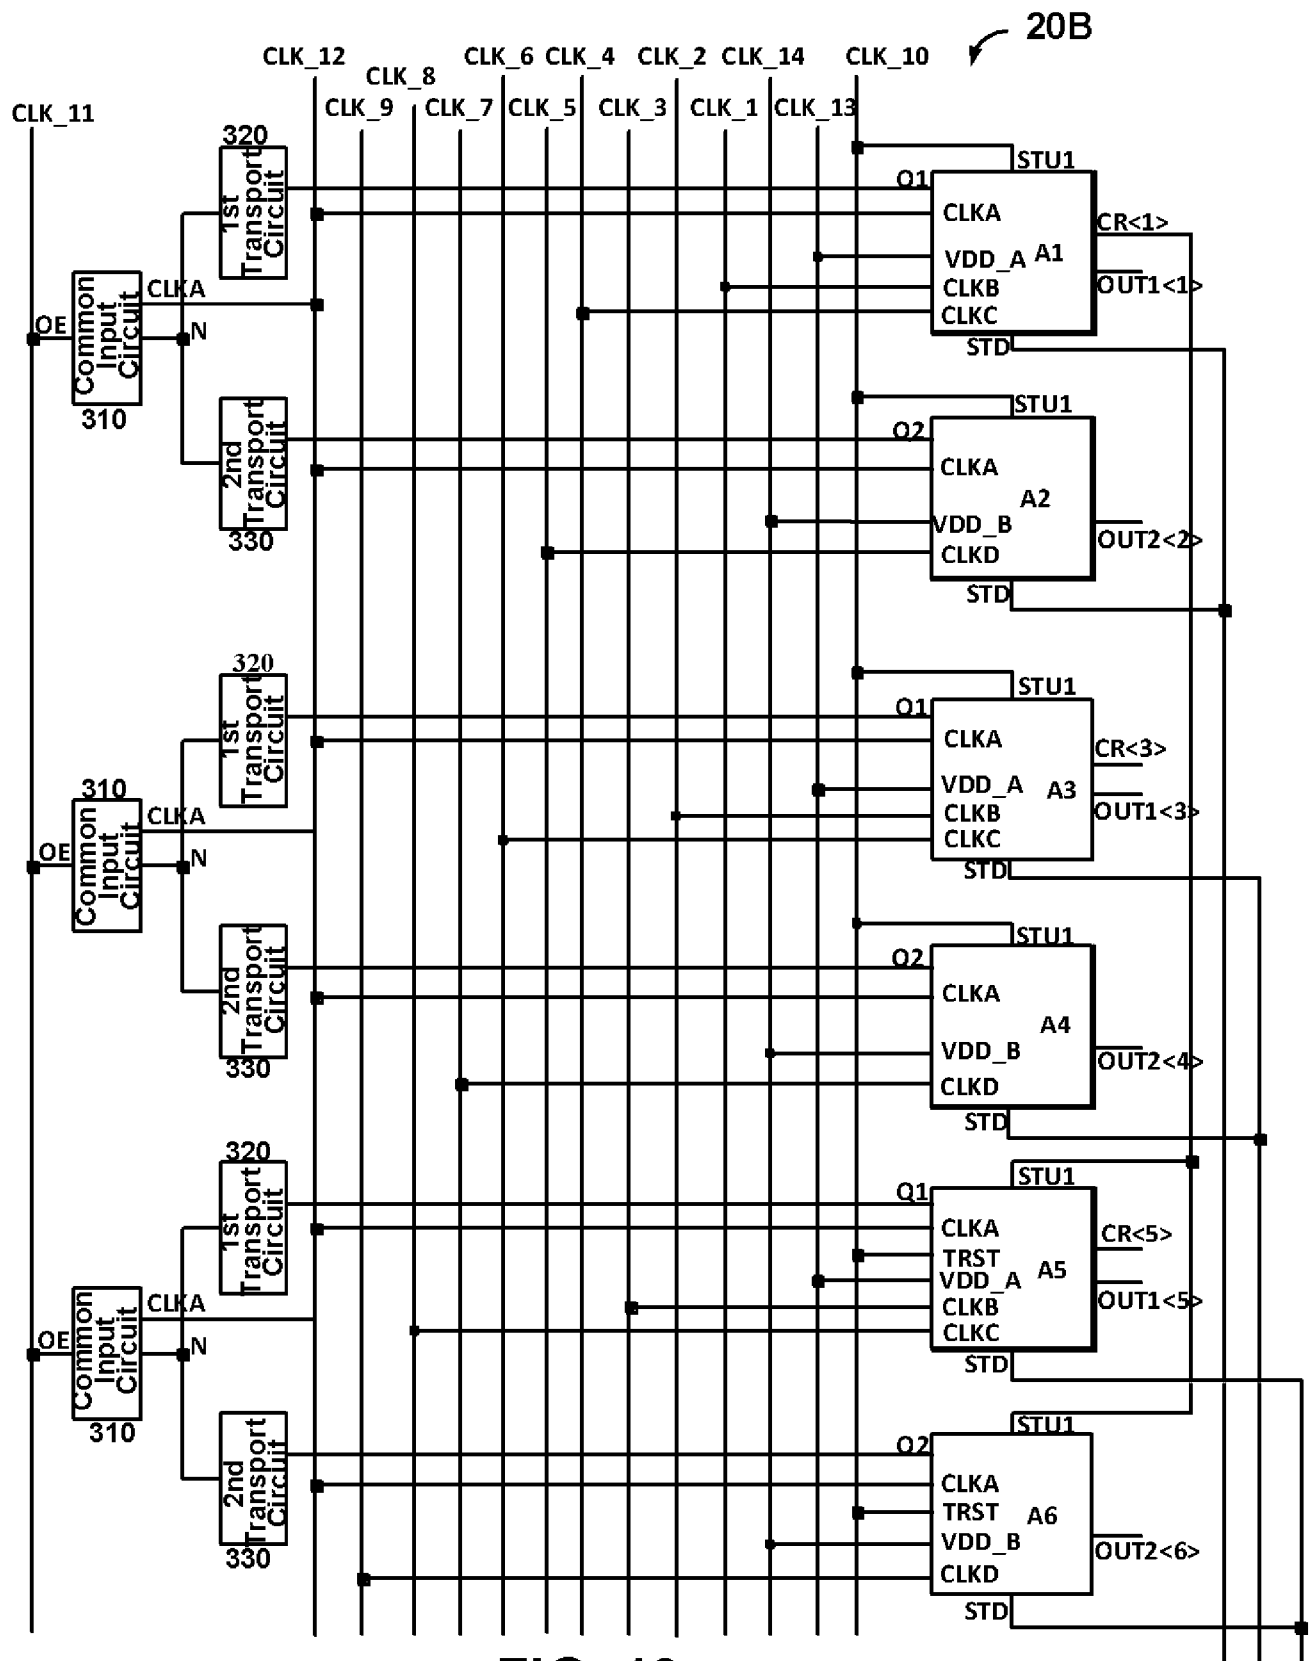 20B
CLK_12
CLK_6
CLK_4
CLK_2
CLK_14
CLK_10
CLK_8
CLK_11
CLK_9
CLK_7
CLK_5
CLK_3
CLK_1
CLK_13
320
1st
Transport
Circuit
STU1
Q1
CLKA
VDD_A
A1
CLKB
CLKC
CR<1>
OUT1<1>
STD
CLKA
OE
Common
Input
Circuit
N
310
2nd
Transport
Circuit
330
STU1
Q2
CLKA
A2
VDD_B
CLKD
OUT2<2>
STD
320
1st
Transport
Circuit
STU1
Q1
CLKA
VDD_A
A3
CLKB
CLKC
CR<3>
OUT1<3>
STD
310
CLKA
OE
Common
Input
Circuit
N
2nd
Transport
Circuit
330
STU1
Q2
CLKA
A4
VDD_B
CLKD
OUT2<4>
STD
320
1st
Transport
Circuit
STU1
Q1
CLKA
TRST
VDD_A
A5
CLKB
CLKC
CR<5>
OUT1<5>
STD
CLKA
OE
Common
Input
Circuit
N
310
2nd
Transport
Circuit
330
STU1
Q2
CLKA
TRST
A6
VDD_B
CLKD
OUT2<6>
STD